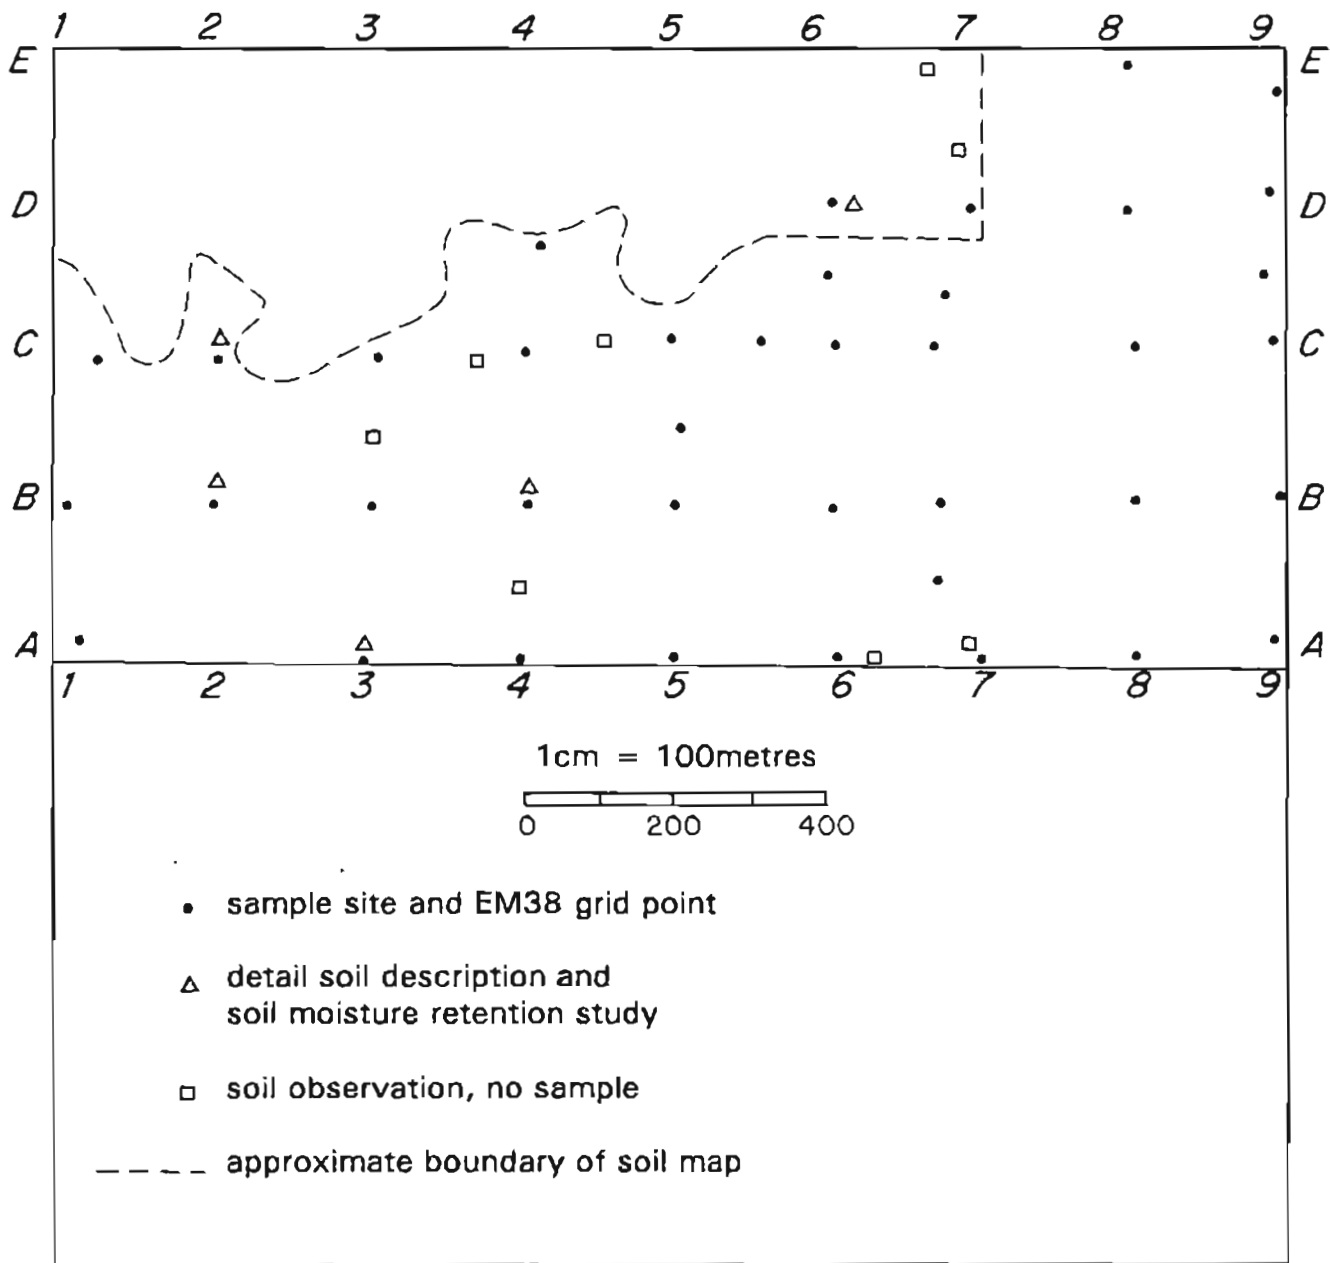 1 2 3 4 5 6 7 8 9
E E
D D
C C
B B
A A
1 2 3 4 5 6 7 8 9
1cm = 100metres
0 200 400
sample site and EM38 grid point
detail soil description and
soil moisture retention study
soil observation, no sample
approximate boundary of soil map